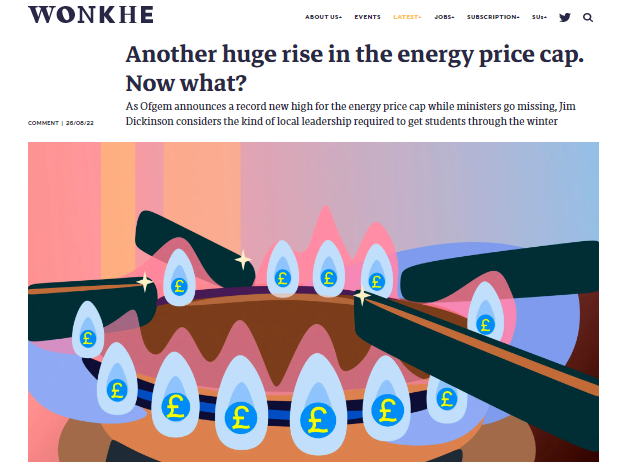 WONKHE
ABOUT US
EVENTS
LATEST
JOBS
SUBSCRIPTION
SUs
Another huge rise in the energy price cap.
Now what?
As Ofgem announces a record new high for the energy price cap while ministers go missing, Jim
Dickinson considers the kind of local leadership required to get students through the winter
COMMENT | 26/08/22
£
£
£
£
£
£
£
£
£
£
£
£